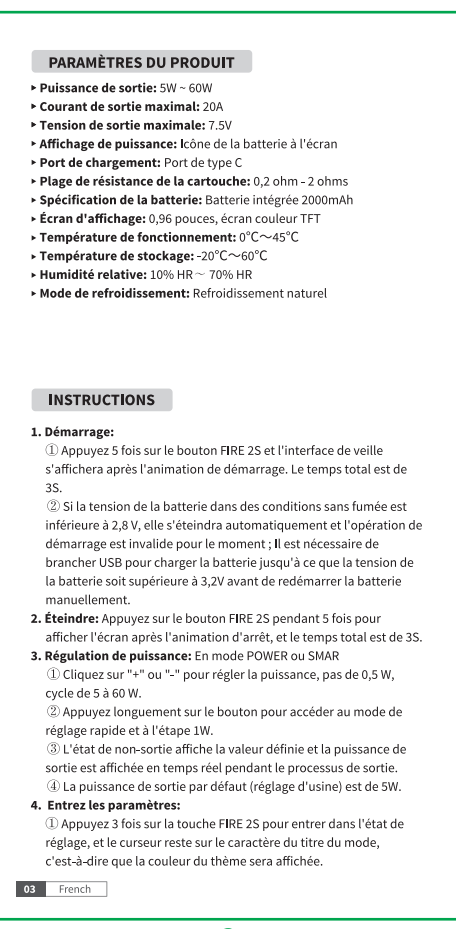 PARAMÈTRES DU PRODUIT
▸ Puissance de sortie: 5W ~ 60W
▸ Courant de sortie maximal: 20A
▸ Tension de sortie maximale: 7.5V
▸ Affichage de puissance: Icône de la batterie à l'écran
▸ Port de chargement: Port de type C
▸ Plage de résistance de la cartouche: 0,2 ohm - 2 ohms
▸ Spécification de la batterie: Batterie intégrée 2000mAh
▸ Écran d'affichage: 0,96 pouces, écran couleur TFT
▸ Température de fonctionnement: 0℃～45℃
▸ Température de stockage: -20℃～60℃
▸ Humidité relative: 10% HR ~ 70% HR
▸ Mode de refroidissement: Refroidissement naturel
INSTRUCTIONS
1. Démarrage:
① Appuyez 5 fois sur le bouton FIRE 2S et l'interface de veille
s'affichera après l'animation de démarrage. Le temps total est de
3S.
② Si la tension de la batterie dans des conditions sans fumée est
inférieure à 2,8 V, elle s'éteindra automatiquement et l'opération de
démarrage est invalide pour le moment ; Il est nécessaire de
brancher USB pour charger la batterie jusqu'à ce que la tension de
la batterie soit supérieure à 3,2V avant de redémarrer la batterie
manuellement.
2. Éteindre: Appuyez sur le bouton FIRE 2S pendant 5 fois pour
afficher l'écran après l'animation d'arrêt, et le temps total est de 3S.
3. Régulation de puissance: En mode POWER ou SMAR
① Cliquez sur "+" ou "-" pour régler la puissance, pas de 0,5 W,
cycle de 5 à 60 W.
② Appuyez longuement sur le bouton pour accéder au mode de
réglage rapide et à l'étape 1W.
③ L'état de non-sortie affiche la valeur définie et la puissance de
sortie est affichée en temps réel pendant le processus de sortie.
④ La puissance de sortie par défaut (réglage d'usine) est de 5W.
4. Entrez les paramètres:
① Appuyez 3 fois sur la touche FIRE 2S pour entrer dans l'état de
réglage, et le curseur reste sur le caractère du titre du mode,
c'est-à-dire que la couleur du thème sera affichée.
03 French